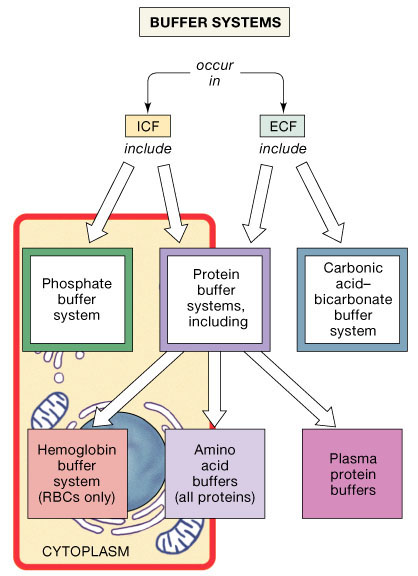 BUFFER SYSTEMS
occur
in
ICF
ECF
include
include
Phosphate
buffer
system
Protein
buffer
systems,
including
Carbonic
acid–
bicarbonate
buffer
system
Hemoglobin
buffer
system
(RBCs only)
Amino
acid
buffers
(all proteins)
Plasma
protein
buffers
CYTOPLASM